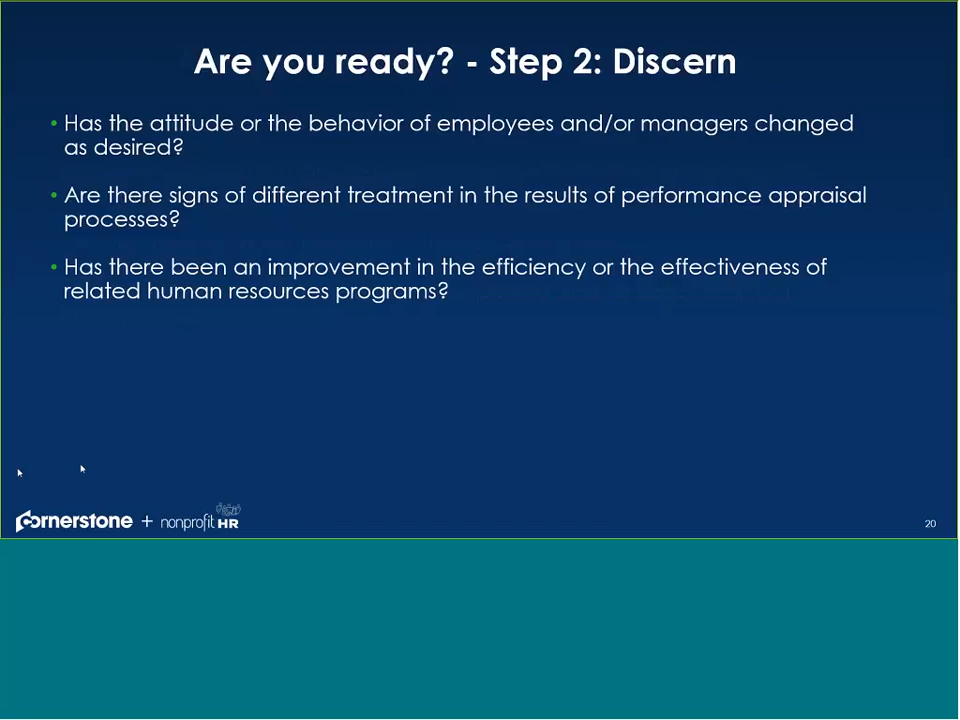 Are you ready? - Step 2: Discern
• Has the attitude or the behavior of employees and/or managers changed
as desired?
• Are there signs of different treatment in the results of performance appraisal
processes?
• Has there been an improvement in the efficiency or the effectiveness of
related human resources programs?
cornerstone + nonprofit HR
20